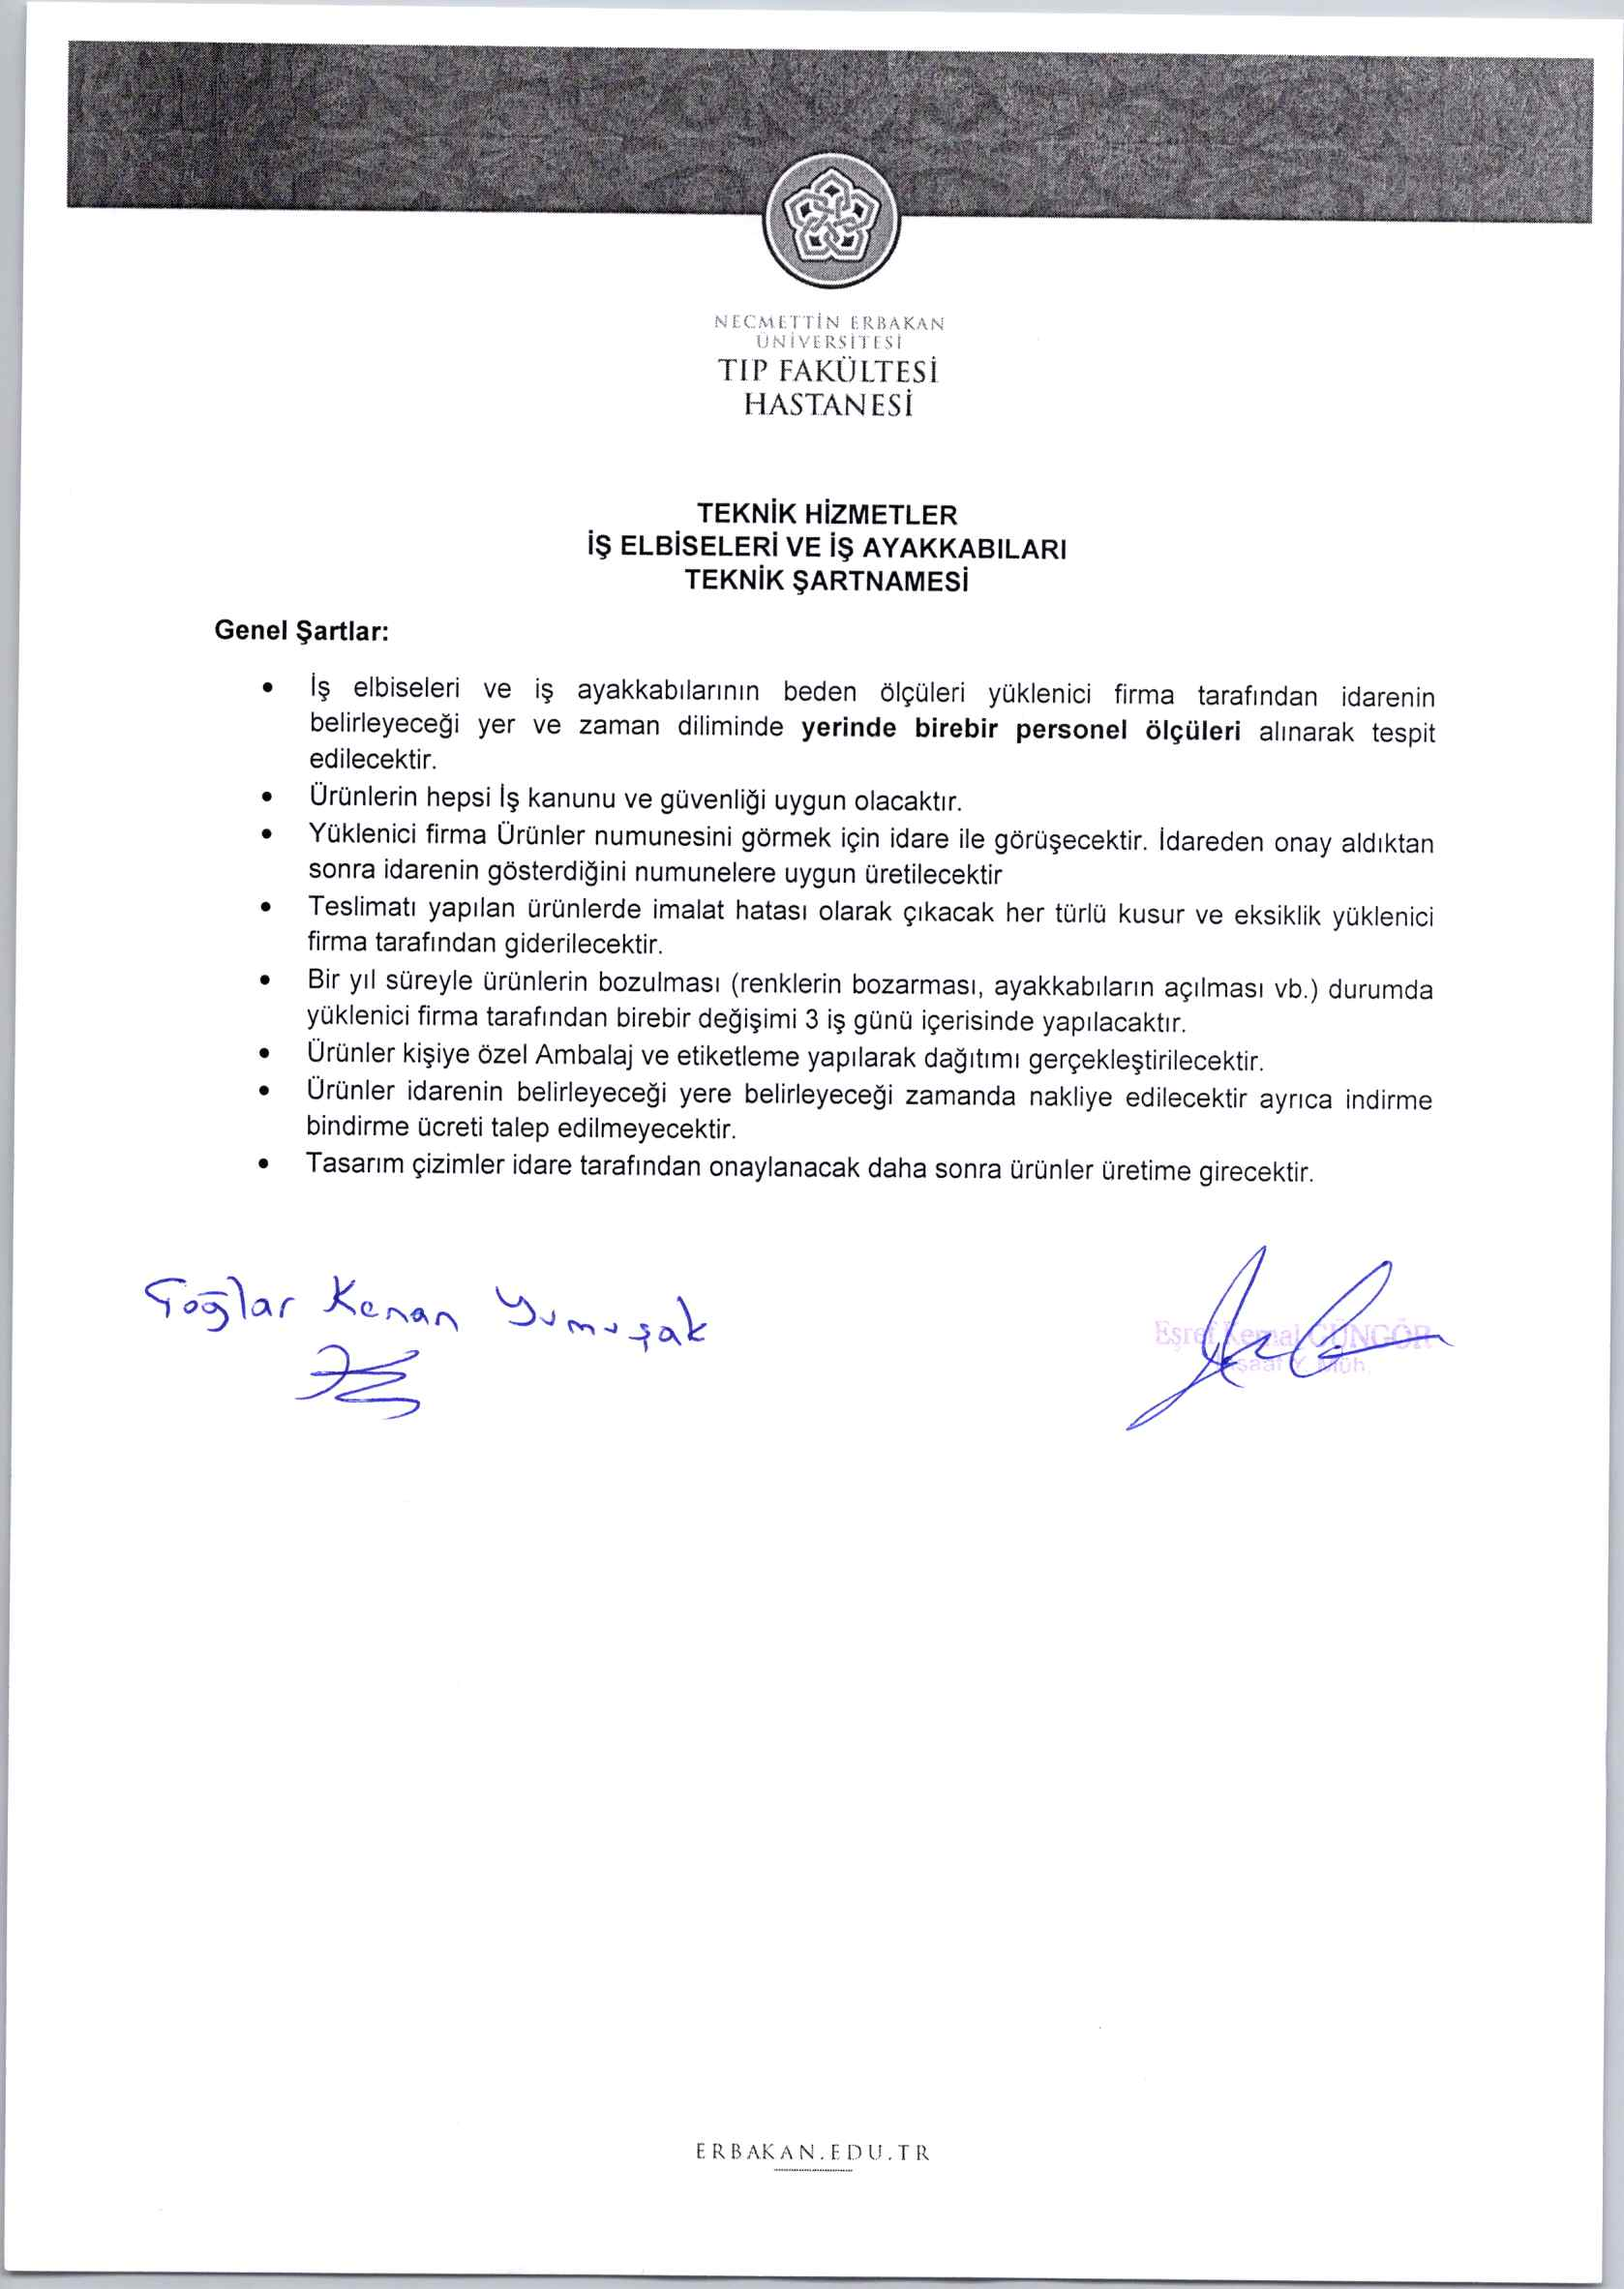 NECMETTİN ERBAKAN
ÜNİVERSİTESİ
TIP FAKÜLTESİ
HASTANESİ
TEKNİK HİZMETLER
İŞ ELBİSELERİ VE İŞ AYAKKABILARI
TEKNİK ŞARTNAMESİ
Genel Şartlar:
• İş elbiseleri ve iş ayakkabılarının beden ölçüleri yüklenici firma tarafından idarenin
belirleyeceği yer ve zaman diliminde yerinde birebir personel ölçüleri alınarak tespit
edilecektir.
• Ürünlerin hepsi İş kanunu ve güvenliği uygun olacaktır.
• Yüklenici firma Ürünler numunesini görmek için idare ile görüşecektir. İdareden onay aldıktan
sonra idarenin gösterdiğini numunelere uygun üretilecektir
• Teslimatı yapılan ürünlerde imalat hatası olarak çıkacak her türlü kusur ve eksiklik yüklenici
firma tarafından giderilecektir.
• Bir yıl süreyle ürünlerin bozulması (renklerin bozarması, ayakkabıların açılması vb.) durumda
yüklenici firma tarafından birebir değişimi 3 iş günü içerisinde yapılacaktır.
• Ürünler kişiye özel Ambalaj ve etiketleme yapılarak dağıtımı gerçekleştirilecektir.
• Ürünler idarenin belirleyeceği yere belirleyeceği zamanda nakliye edilecektir ayrıca indirme
bindirme ücreti talep edilmeyecektir.
• Tasarım çizimler idare tarafından onaylanacak daha sonra ürünler üretime girecektir.
Çağlar Kenan Yumuşak
Eşref Kemal GÜNGÖR
İnşaat Y. Müh.
ERBAKAN.EDU.TR